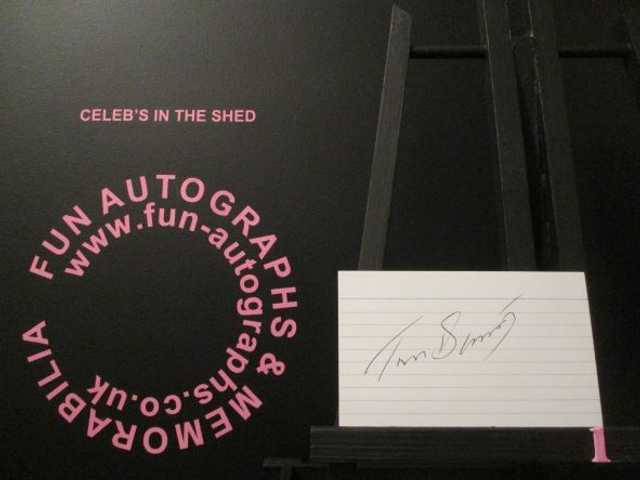 CELEB'S IN THE SHED
FUN AUTOGRAPHS & MEMORABILIA
www.fun-autographs.co.uk
1